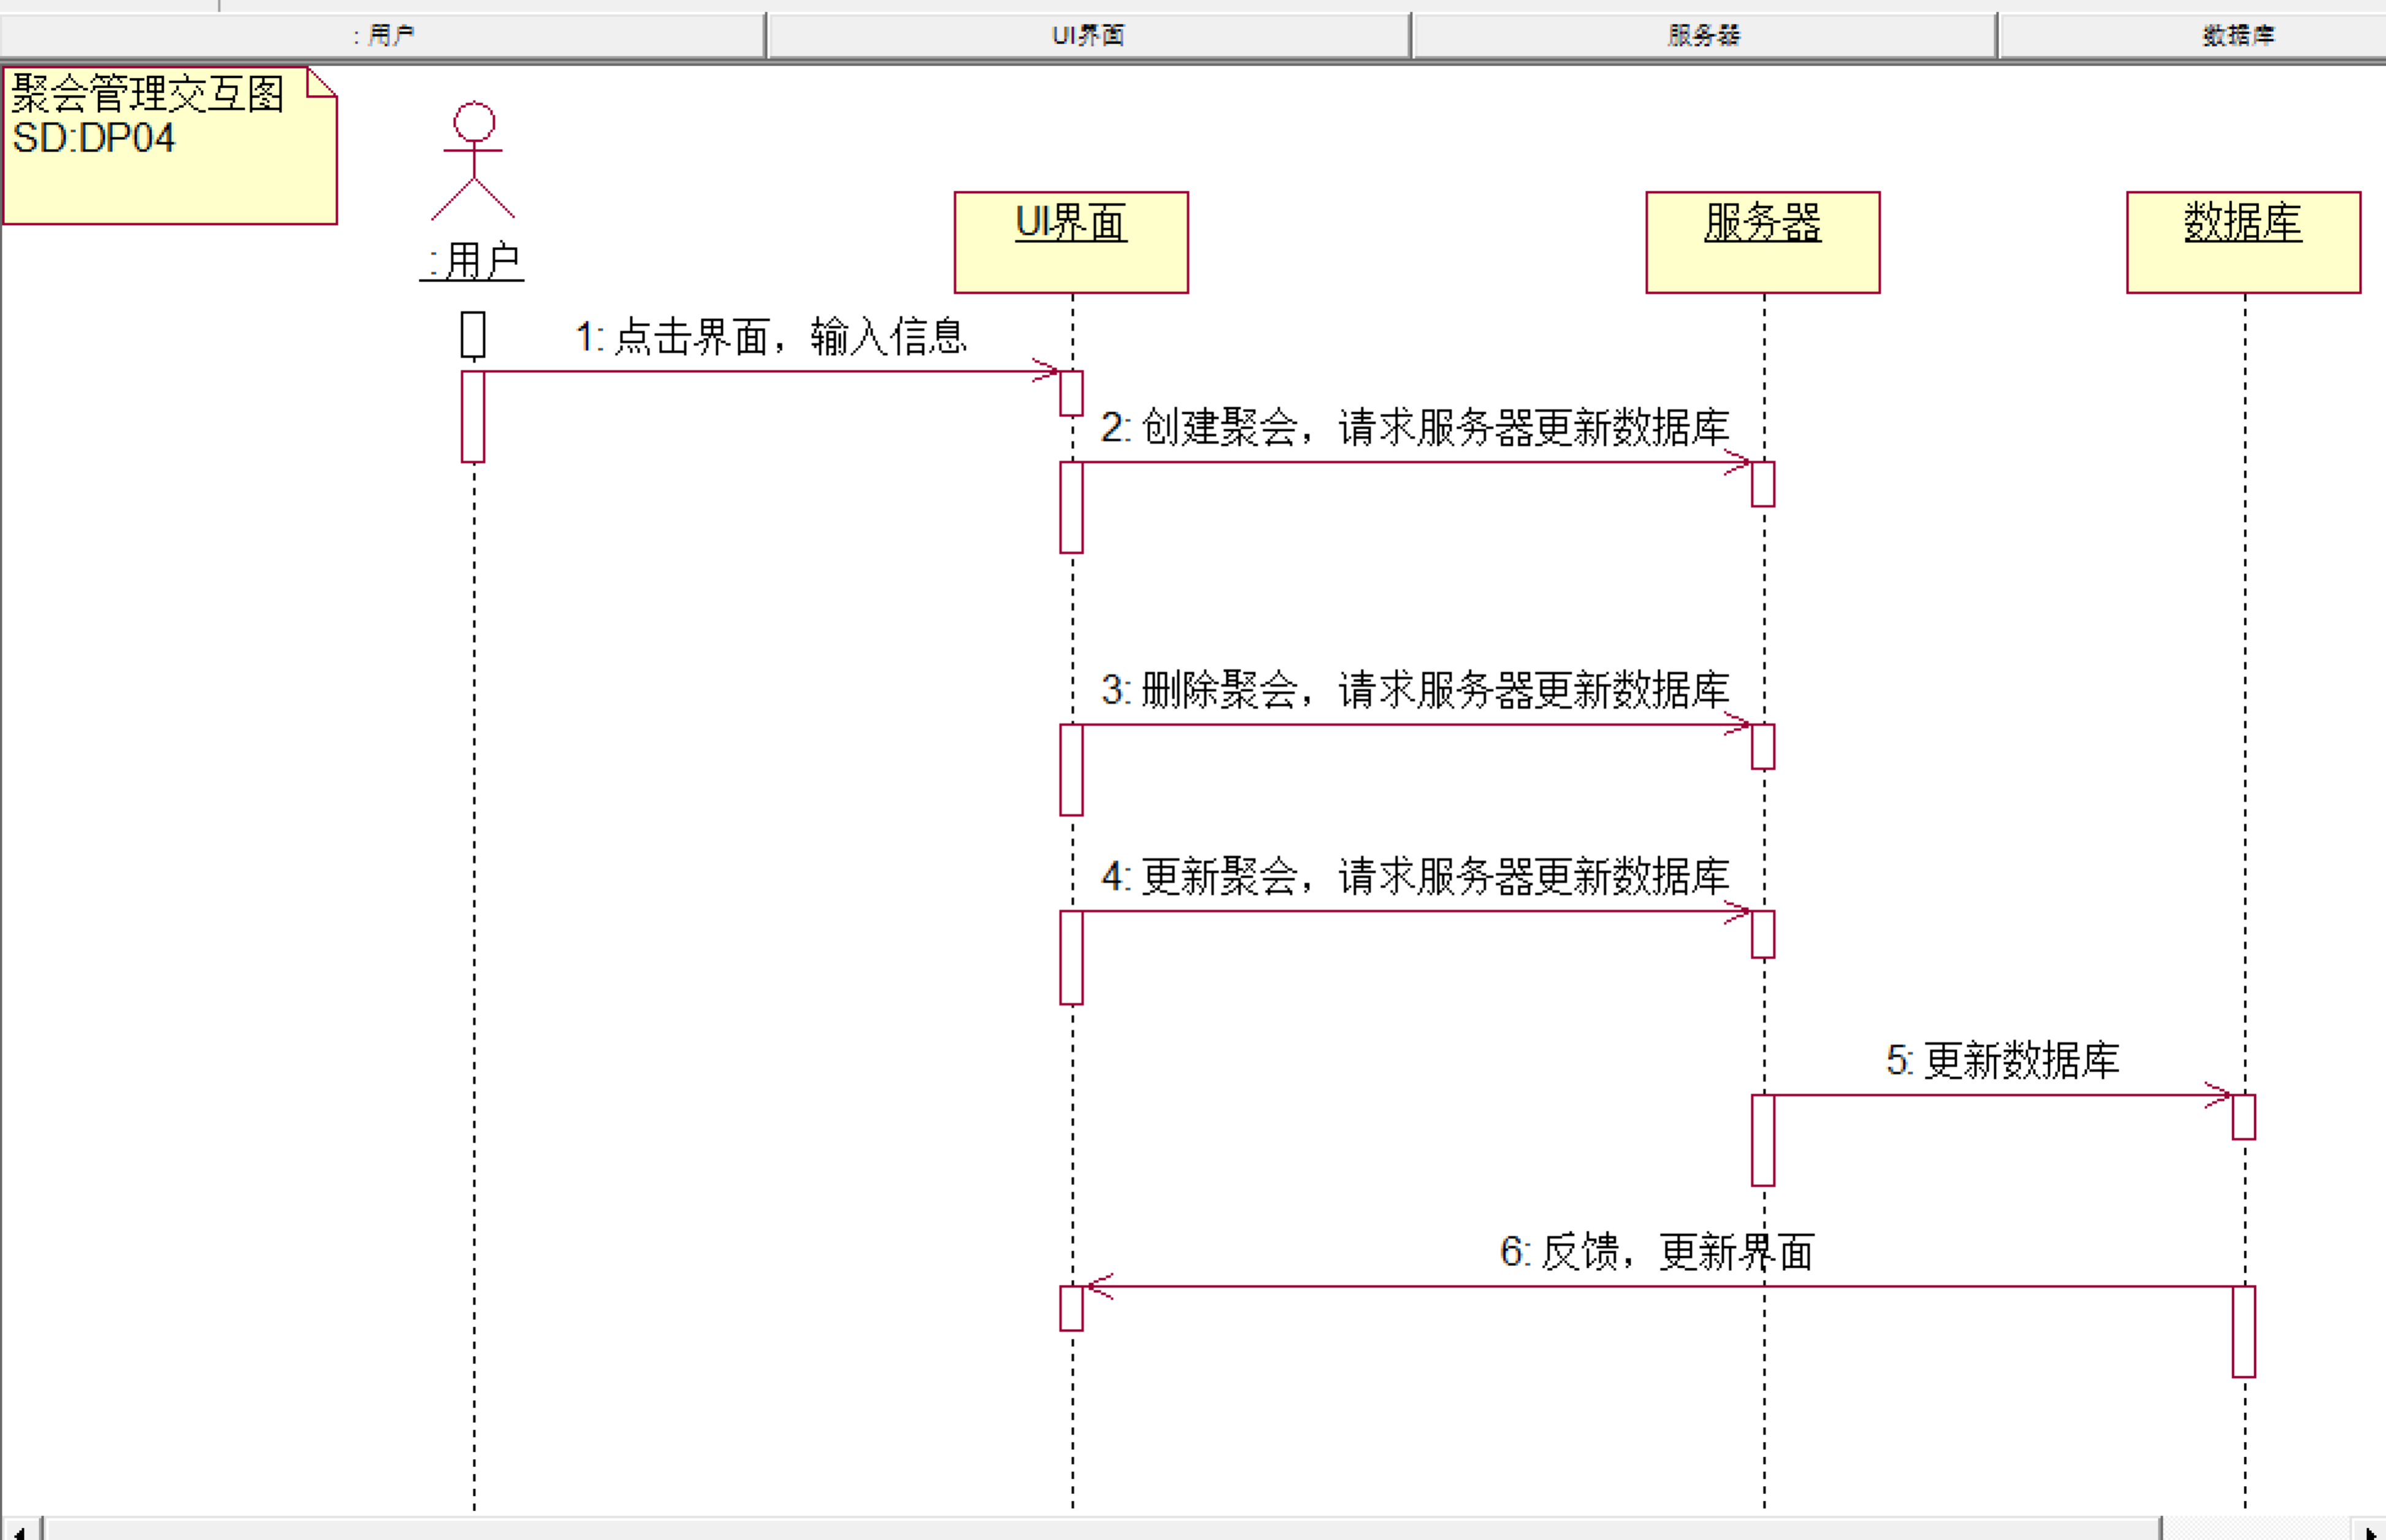 : 用户
UI界面
服务器
数据库
聚会管理交互图
SD:DP04
: 用户
UI界面
服务器
数据库
1: 点击界面，输入信息
2: 创建聚会，请求服务器更新数据库
3: 删除聚会，请求服务器更新数据库
4: 更新聚会，请求服务器更新数据库
5: 更新数据库
6: 反馈，更新界面